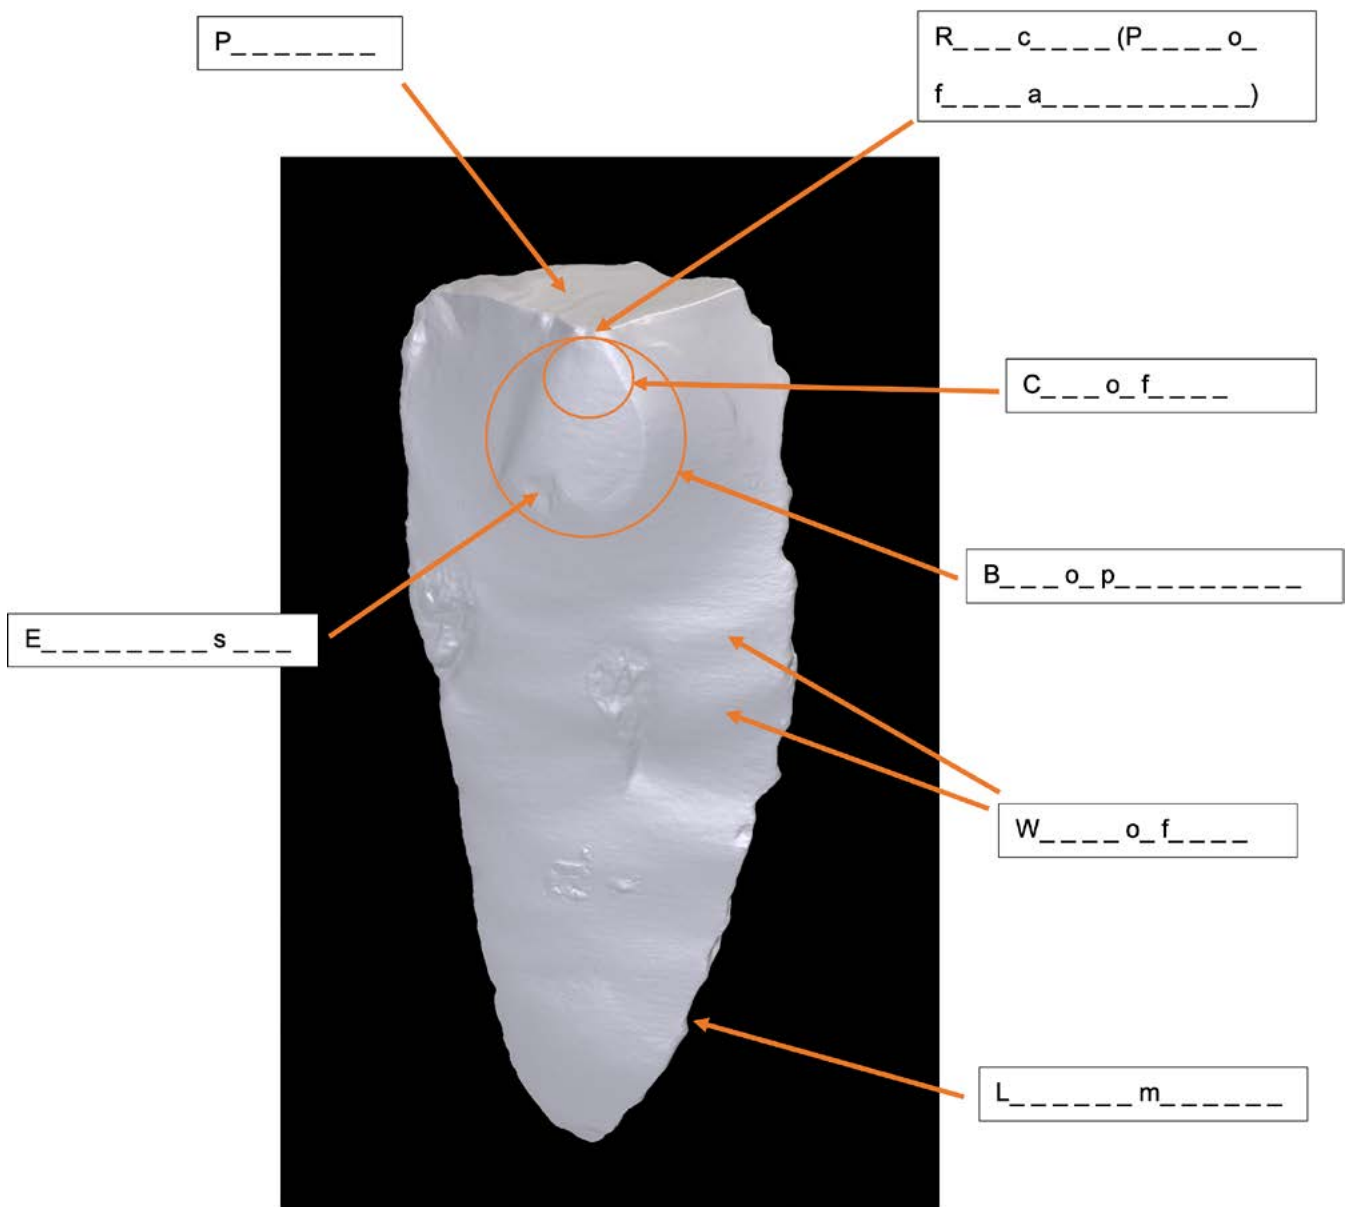 P_ _ _ _ _ _ _
R_ _ _ c_ _ _ _ (P_ _ _ _ o_
f_ _ _ _ a_ _ _ _ _ _ _ _ _ _ _)
C_ _ _ o_ f_ _ _ _
B_ _ _ o_ p_ _ _ _ _ _ _ _ _
E_ _ _ _ _ _ _ _ s _ _ _
W_ _ _ _ o_ f_ _ _ _
L_ _ _ _ _ _ m_ _ _ _ _ _